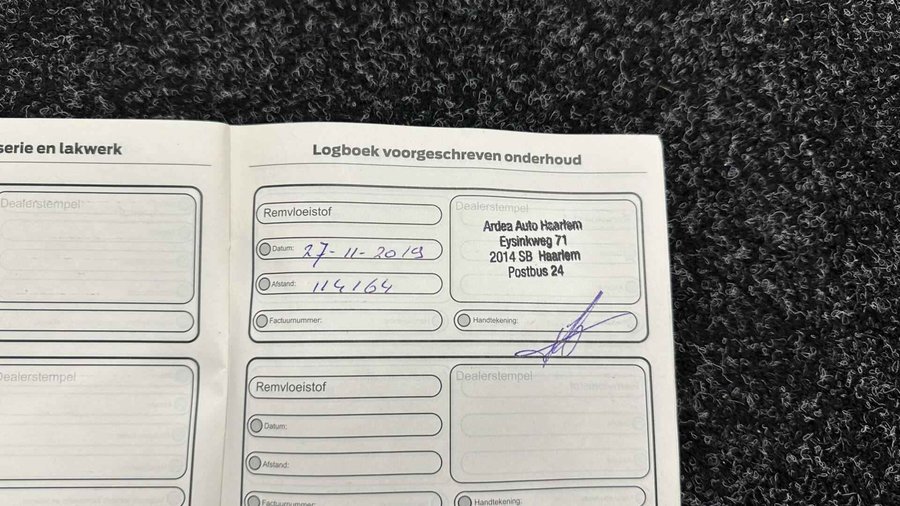 serie en lakwerk
Dealerstempel
Dealerstempel
Logboek voorgeschreven onderhoud
Remvloeistof
Datum: 27-11-2019
Afstand: 114164
Factuurnummer:
Dealerstempel
Ardea Auto Haarlem
Eysinkweg 71
2014 SB Haarlem
Postbus 24
Handtekening:
Remvloeistof
Datum:
Afstand:
Factuurnummer:
Dealerstempel
Handtekening: